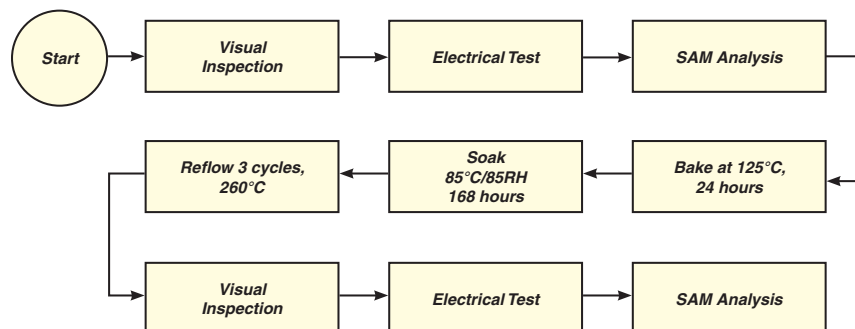 Start
Visual
Inspection
Electrical Test
SAM Analysis
Bake at 125°C,
24 hours
Soak
85°C/85RH
168 hours
Reflow 3 cycles,
260°C
Visual
Inspection
Electrical Test
SAM Analysis